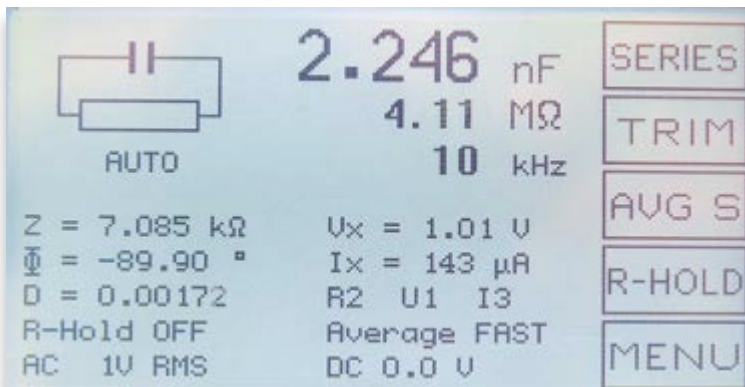 2.246 nF
4.11 MΩ
10 kHz
AUTO
Z = 7.085 kΩ
Φ = -89.90 °
D = 0.00172
R-Hold OFF
AC 1V RMS
Vx = 1.01 V
Ix = 143 µA
R2 U1 I3
Average FAST
DC 0.0 V
SERIES
TRIM
AVG S
R-HOLD
MENU